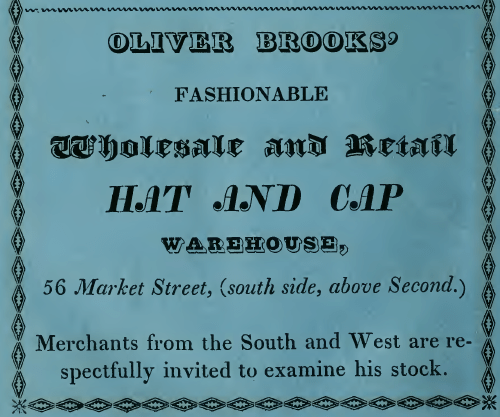 OLIVER BROOKS'
FASHIONABLE
Wholesale and Retail
HAT AND CAP
WAREHOUSE,
56 Market Street, (south side, above Second.)
Merchants from the South and West are re-
spectfully invited to examine his stock.